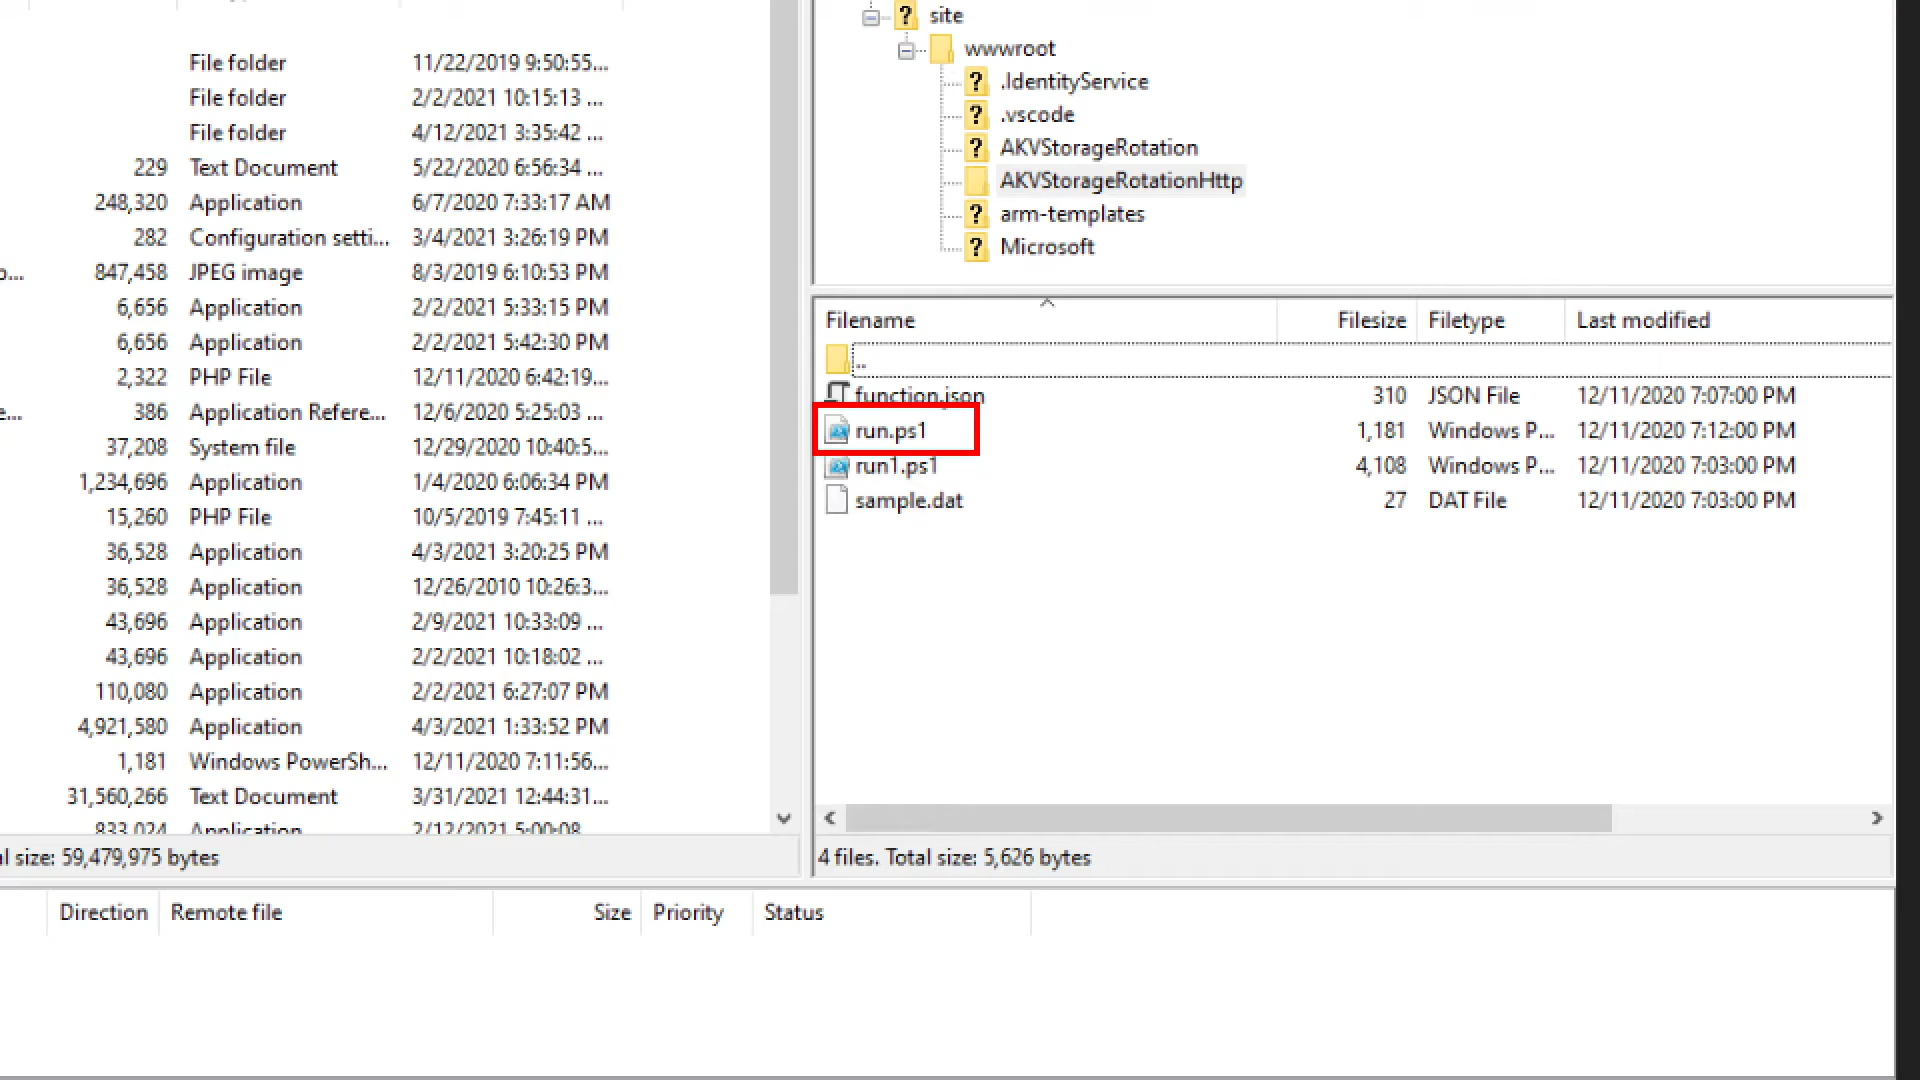 File folder 11/22/2019 9:50:55...
File folder 2/2/2021 10:15:13 ...
File folder 4/12/2021 3:35:42 ...
229 Text Document 5/22/2020 6:56:34 ...
248,320 Application 6/7/2020 7:33:17 AM
282 Configuration setti... 3/4/2021 3:26:19 PM
o... 847,458 JPEG image 8/3/2019 6:10:53 PM
6,656 Application 2/2/2021 5:33:15 PM
6,656 Application 2/2/2021 5:42:30 PM
2,322 PHP File 12/11/2020 6:42:19...
e... 386 Application Refere... 12/6/2020 5:25:03 ...
37,208 System file 12/29/2020 10:40:5...
1,234,696 Application 1/4/2020 6:06:34 PM
15,260 PHP File 10/5/2019 7:45:11 ...
36,528 Application 4/3/2021 3:20:25 PM
36,528 Application 12/26/2010 10:26:3...
43,696 Application 2/9/2021 10:33:09 ...
43,696 Application 2/2/2021 10:18:02 ...
110,080 Application 2/2/2021 6:27:07 PM
4,921,580 Application 4/3/2021 1:33:52 PM
1,181 Windows PowerSh... 12/11/2020 7:11:56...
31,560,266 Text Document 3/31/2021 12:44:31...
833,024 Application 2/12/2021 5:00:08
size: 59,479,975 bytes
site
wwwroot
.IdentityService
.vscode
AKVStorageRotation
AKVStorageRotationHttp
arm-templates
Microsoft
Filename Filesize Filetype Last modified
..
function.json 310 JSON File 12/11/2020 7:07:00 PM
run.ps1 1,181 Windows P... 12/11/2020 7:12:00 PM
run1.ps1 4,108 Windows P... 12/11/2020 7:03:00 PM
sample.dat 27 DAT File 12/11/2020 7:03:00 PM
4 files. Total size: 5,626 bytes
Direction Remote file Size Priority Status